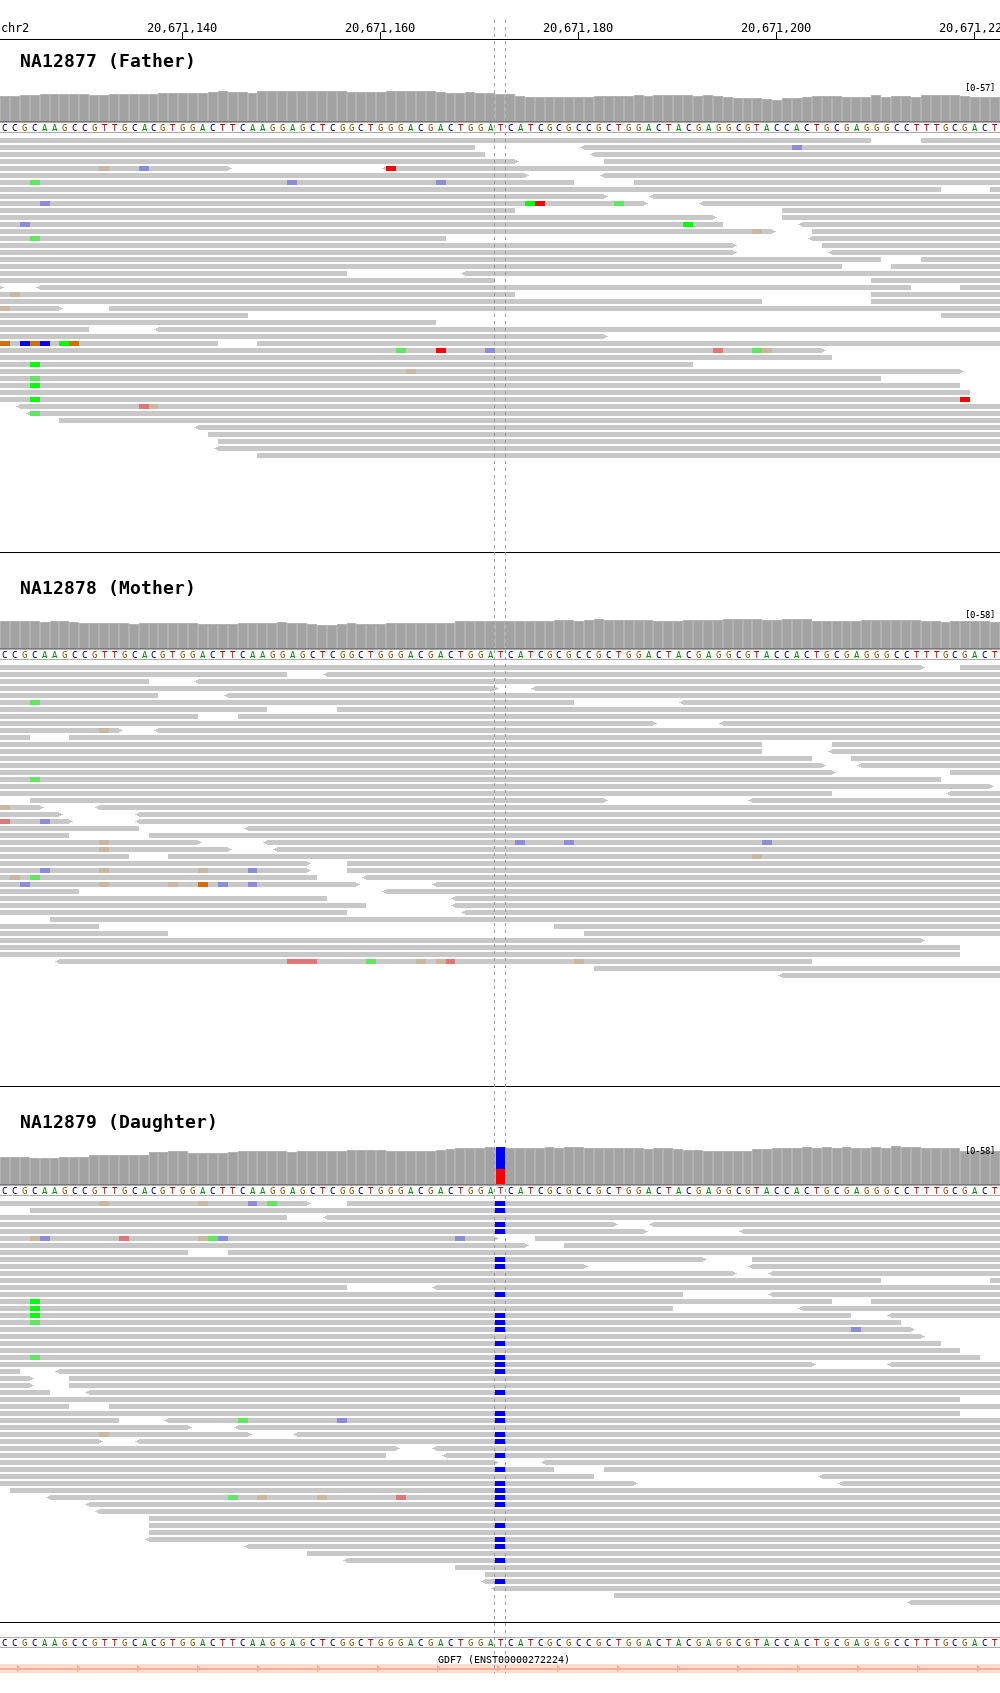 chr2 20,671,140 20,671,160 20,671,180 20,671,200 20,671,22
NA12877 (Father)
[0-57]
CCGCAAGCCGTTGCACGTGGACTTCAAGGAGCTCGGCTGGGACGACTGGATCATCGCGCCGCTGGACTACGAGGCGTACCACTGCGAGGGCCTTTGCGACT
NA12878 (Mother)
[0-58]
CCGCAAGCCGTTGCACGTGGACTTCAAGGAGCTCGGCTGGGACGACTGGATCATCGCGCCGCTGGACTACGAGGCGTACCACTGCGAGGGCCTTTGCGACT
NA12879 (Daughter)
[0-58]
CCGCAAGCCGTTGCACGTGGACTTCAAGGAGCTCGGCTGGGACGACTGGATCATCGCGCCGCTGGACTACGAGGCGTACCACTGCGAGGGCCTTTGCGACT
CCGCAAGCCGTTGCACGTGGACTTCAAGGAGCTCGGCTGGGACGACTGGATCATCGCGCCGCTGGACTACGAGGCGTACCACTGCGAGGGCCTTTGCGACT
GDF7 (ENST00000272224)